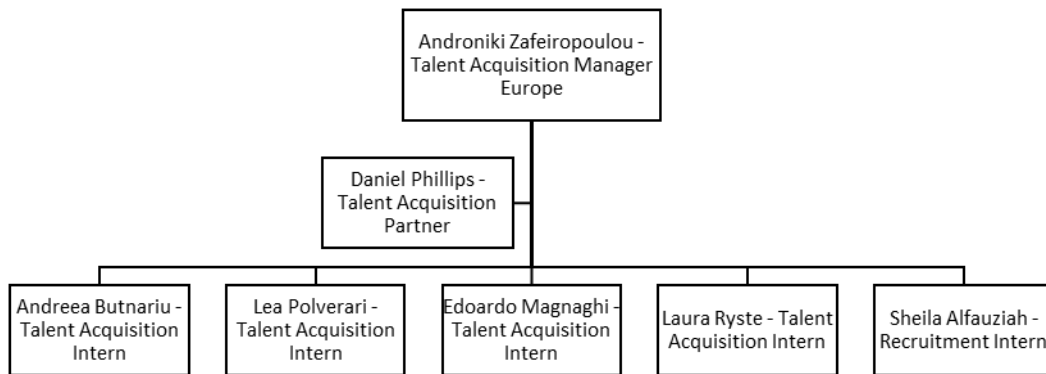 Androniki Zafeiropoulou -
Talent Acquisition Manager
Europe
Daniel Phillips -
Talent Acquisition
Partner
Andreea Butnariu -
Talent Acquisition
Intern
Lea Polverari -
Talent Acquisition
Intern
Edoardo Magnaghi -
Talent Acquisition
Intern
Laura Ryste - Talent
Acquisition Intern
Sheila Alfauziah -
Recruitment Intern